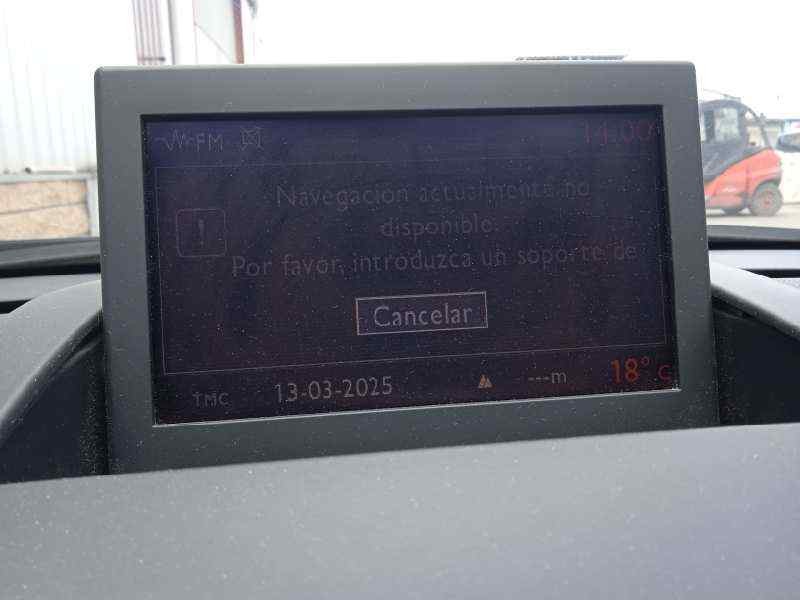 FM
14:00
Navegación actualmente no
disponible.
Por favor, introduzca un soporte de
Cancelar
TMC 13-03-2025 ---m 18° C